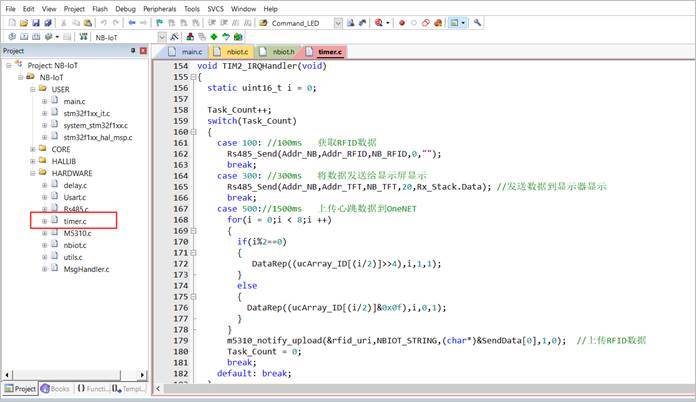 File Edit View Project Flash Debug Peripherals Tools SVCS Window Help
Command_LED
NB-IoT
Project
main.c nbiot.c nbiot.h timer.c
Project: NB-IoT
NB-IoT
USER
main.c
stm32f1xx_it.c
system_stm32f1xx.c
stm32f1xx_hal_msp.c
CORE
HALLIB
HARDWARE
delay.c
Usart.c
Rs485.c
timer.c
M5310.c
nbiot.c
utils.c
MsgHandler.c
154 void TIM2_IRQHandler(void)
155 {
156 static uint16_t i = 0;
157
158 Task_Count++;
159 switch(Task_Count)
160 {
161 case 100: //100ms 获取RFID数据
162 Rs485_Send(Addr_NB,Addr_RFID,NB_RFID,0,"");
163 break;
164 case 300: //300ms 将数据发送给显示屏显示
165 Rs485_Send(Addr_NB,Addr_TFT,NB_TFT,20,Rx_Stack.Data); //发送数据到显示器显示
166 break;
167 case 500://1500ms 上传心跳数据到OneNET
168 for(i = 0;i < 8;i ++)
169 {
170 if(i%2==0)
171 {
172 DataRep((ucArray_ID[(i/2)]>>4),i,1,1);
173 }
174 else
175 {
176 DataRep((ucArray_ID[(i/2)]&0x0f),i,0,1);
177 }
178 }
179 m5310_notify_upload(&rfid_uri,NBIOT_STRING,(char*)&SendData[0],1,0); //上传RFID数据
180 Task_Count = 0;
181 break;
182 default: break;
183 }
Project Books {} Functi... Templ...